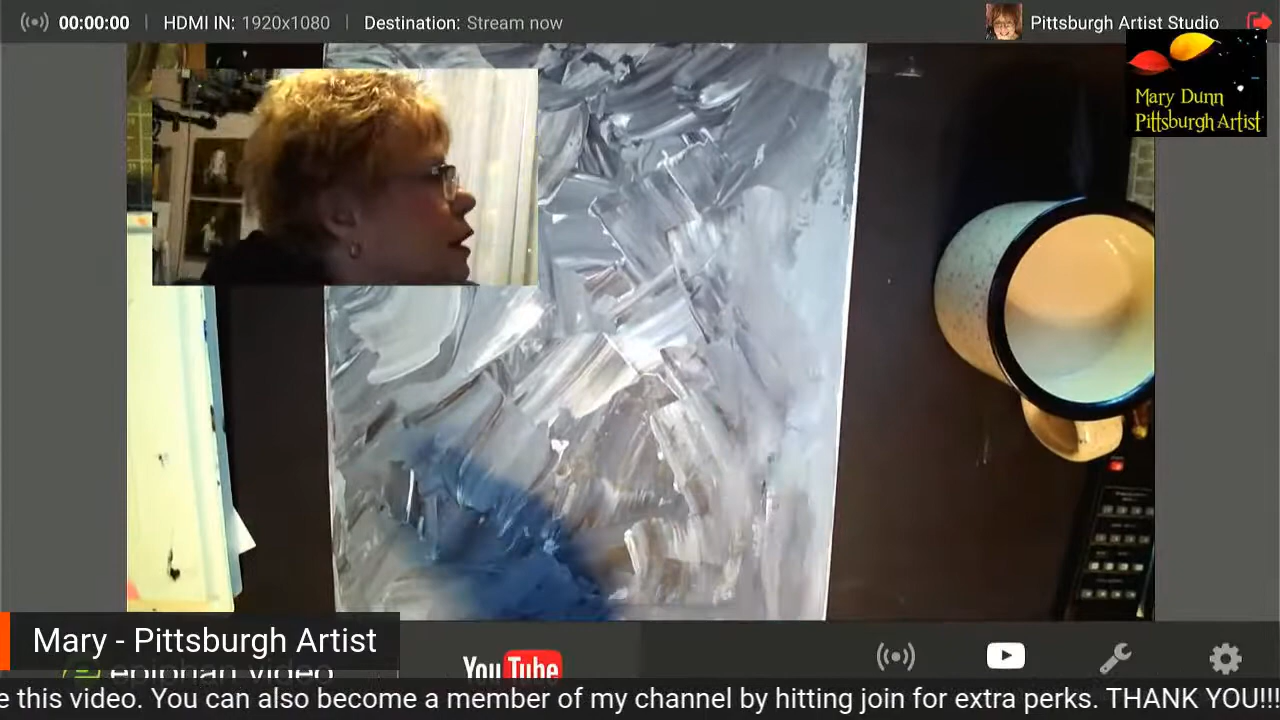 00:00:00 HDMI IN: 1920x1080 Destination: Stream now Pittsburgh Artist Studio
Mary Dunn
Pittsburgh Artist
Mary - Pittsburgh Artist
epiphan video
YouTube
e this video. You can also become a member of my channel by hitting join for extra perks. THANK YOU!!!